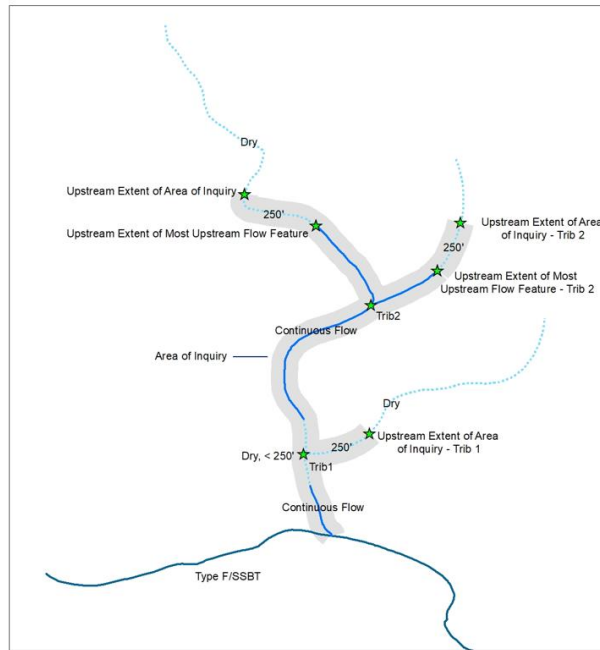 Dry
Upstream Extent of Area of Inquiry
250'
Upstream Extent of Most
Upstream Flow Feature
Upstream Extent of Area
of Inquiry - Trib 2
250'
Upstream Extent of Most
Upstream Flow Feature - Trib 2
Trib2
Continuous Flow
Area of Inquiry
Dry
Upstream Extent of Area
of Inquiry - Trib 1
250'
Dry, < 250'
Trib1
Continuous Flow
Type F/SSBT